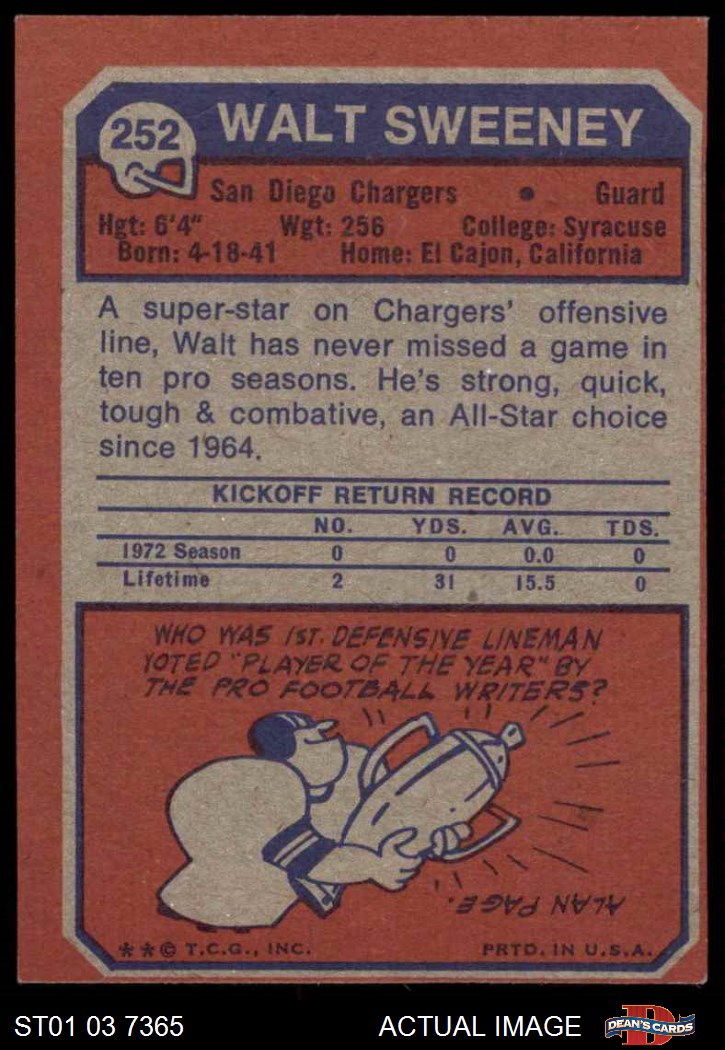 252 WALT SWEENEY
San Diego Chargers • Guard
Hgt: 6'4" Wgt: 256 College: Syracuse
Born: 4-18-41 Home: El Cajon, California
A super-star on Chargers' offensive
line, Walt has never missed a game in
ten pro seasons. He's strong, quick,
tough & combative, an All-Star choice
since 1964.
KICKOFF RETURN RECORD
NO. YDS. AVG. TDS.
1972 Season 0 0 0.0 0
Lifetime 2 31 15.5 0
WHO WAS 1ST. DEFENSIVE LINEMAN
VOTED "PLAYER OF THE YEAR" BY
THE PRO FOOTBALL WRITERS?
ALAN PAGE.
**© T.C.G., INC. PRTD. IN U.S.A.
ST01 03 7365 ACTUAL IMAGE D DEAN'S CARDS